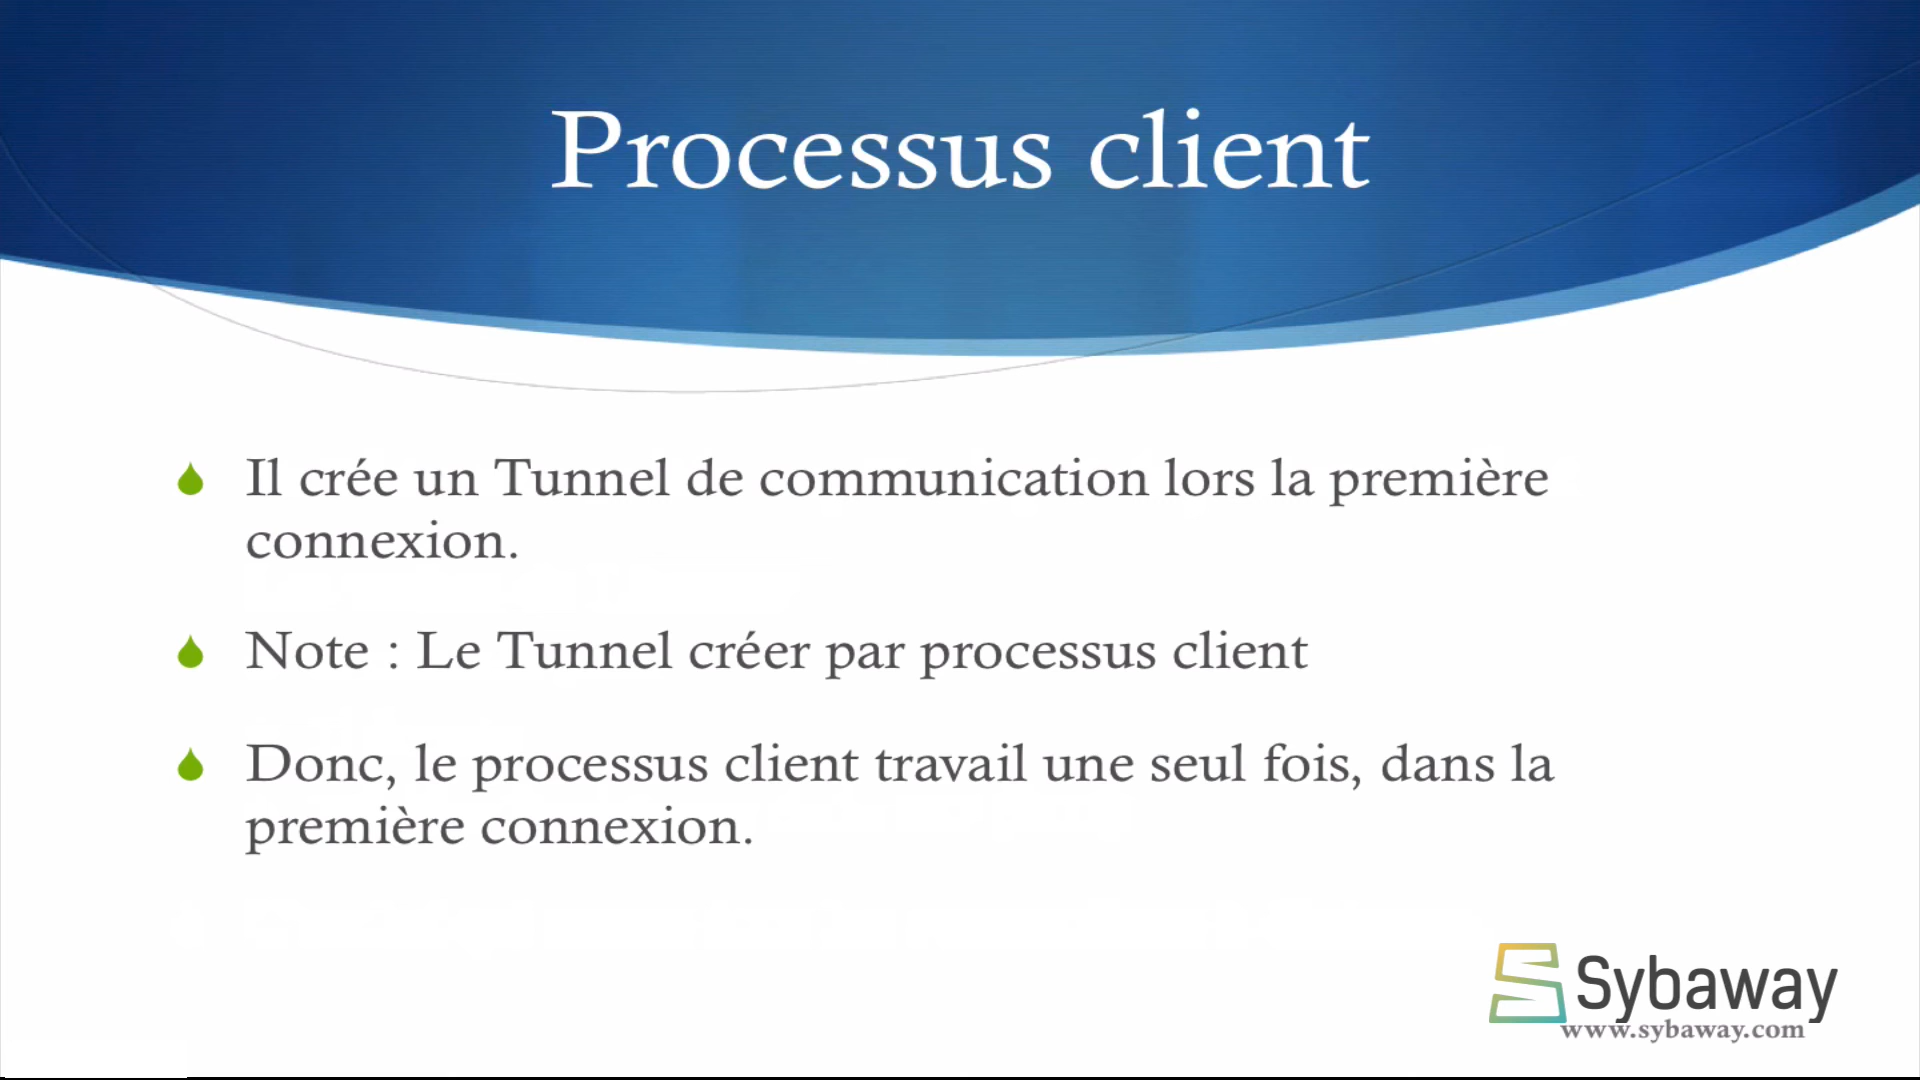 Processus client
Il crée un Tunnel de communication lors la première
connexion.
Note : Le Tunnel créer par processus client
Donc, le processus client travail une seul fois, dans la
première connexion.
Sybaway
www.sybaway.com